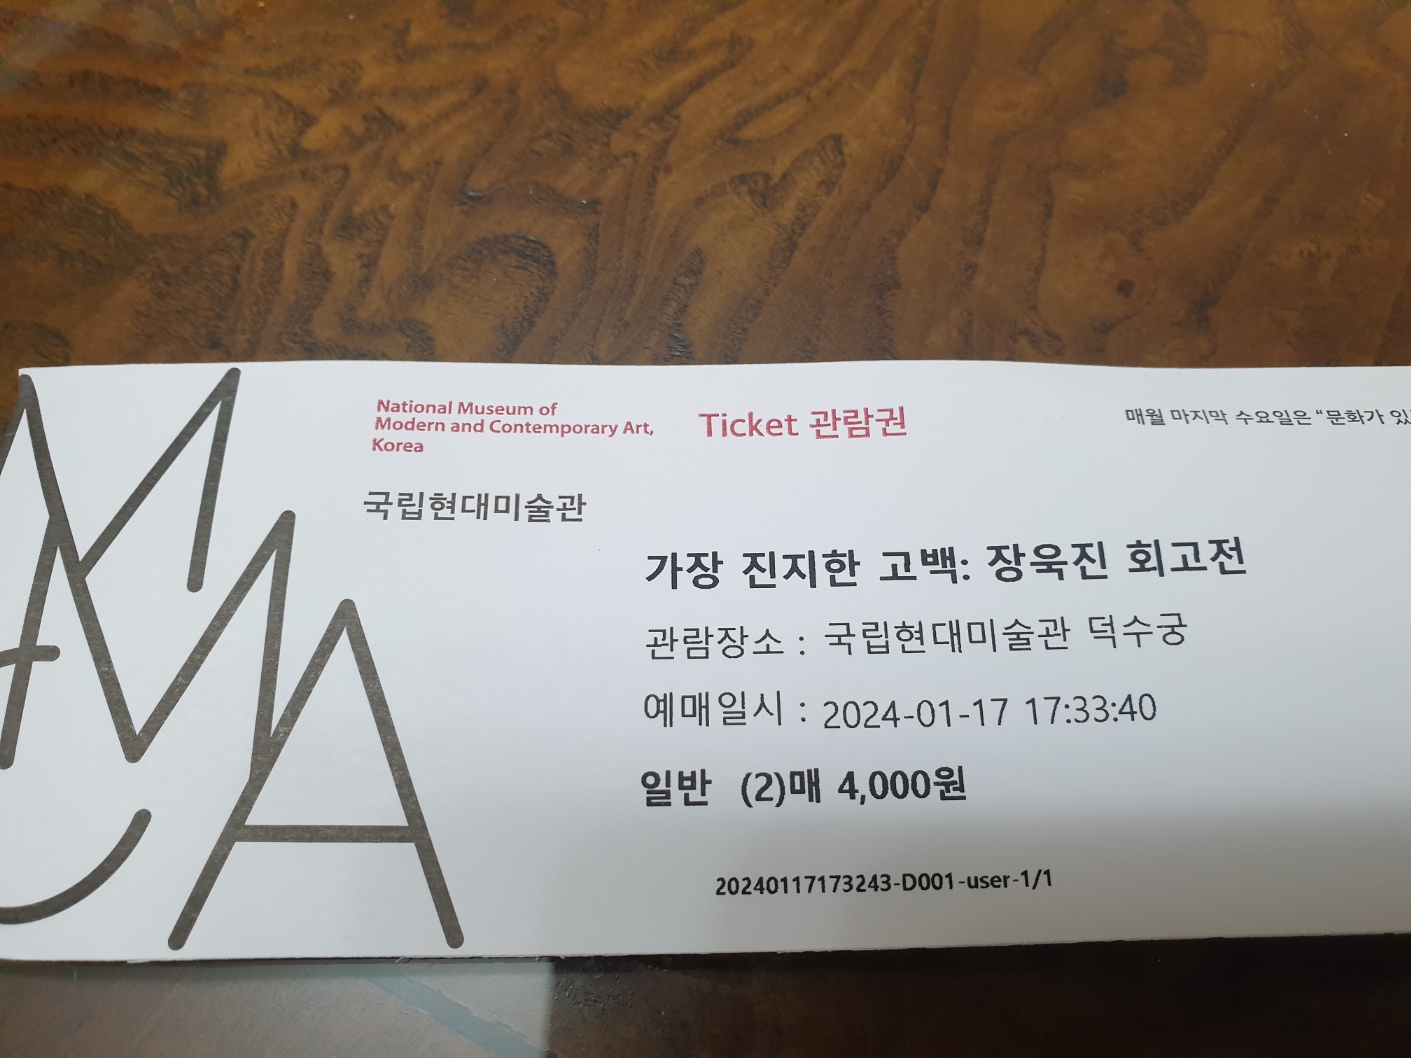 National Museum of
Modern and Contemporary Art,
Korea
Ticket 관람권
매월 마지막 수요일은 “문화가 있
국립현대미술관
가장 진지한 고백: 장욱진 회고전
관람장소 : 국립현대미술관 덕수궁
예매일시 : 2024-01-17 17:33:40
일반 (2)매 4,000원
20240117173243-D001-user-1/1